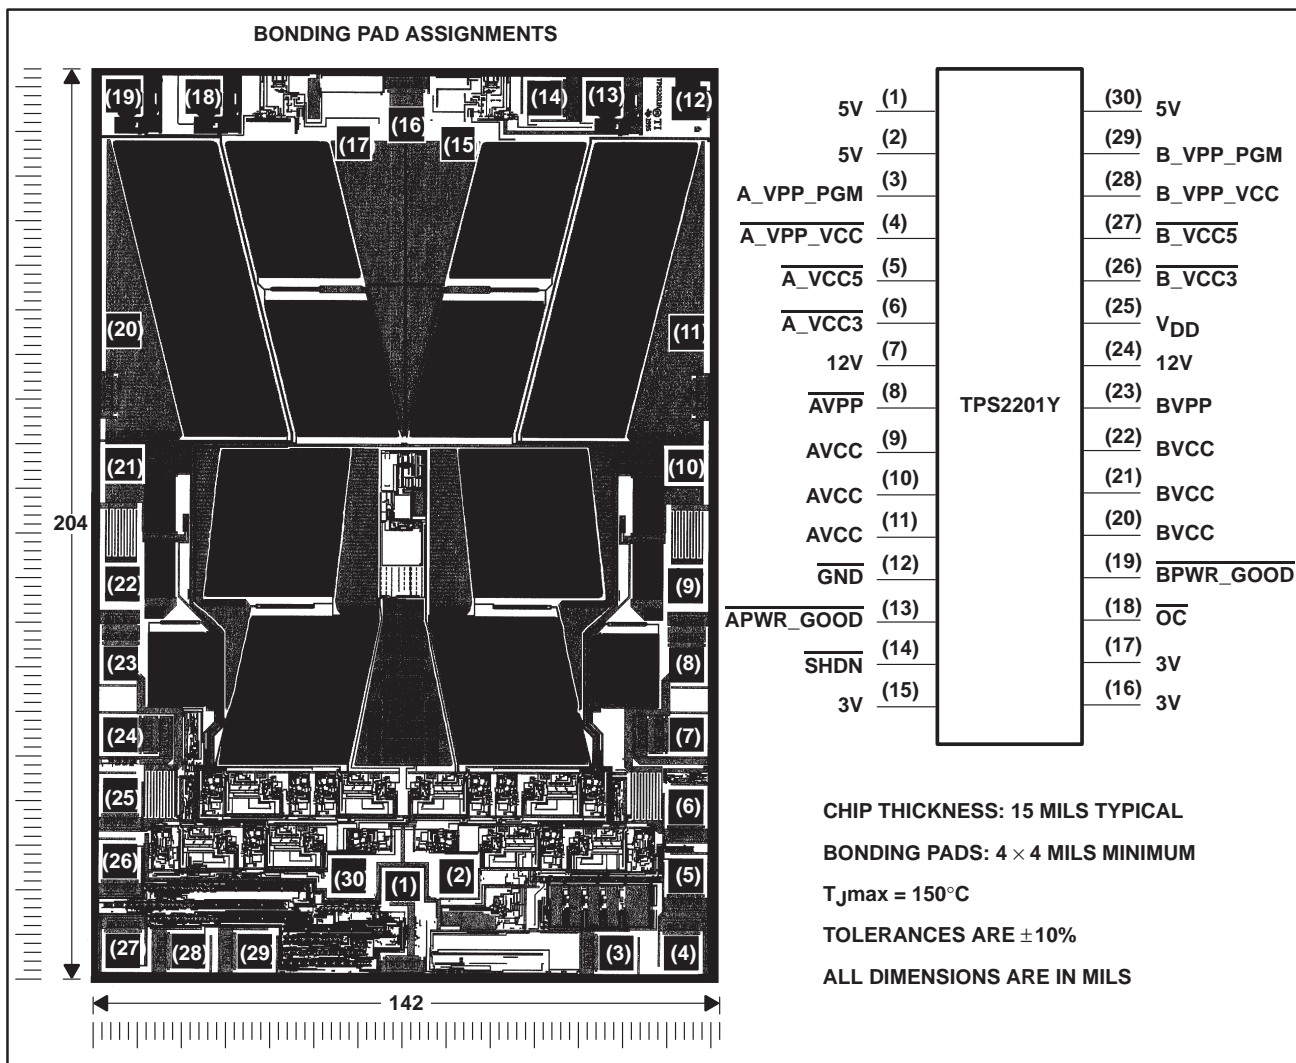 BONDING PAD ASSIGNMENTS
(19)
(18)
(17)
(16)
(15)
(14)
(13)
(12)
(20)
(11)
(21)
(10)
(22)
(9)
(23)
(8)
(24)
(7)
(25)
(6)
(26)
(30)
(1)
(2)
(5)
(27)
(28)
(29)
(3)
(4)
204
142
5V (1)
5V (2)
A_VPP_PGM (3)
A_VPP_VCC (4)
A_VCC5 (5)
A_VCC3 (6)
12V (7)
AVPP (8)
AVCC (9)
AVCC (10)
AVCC (11)
GND (12)
APWR_GOOD (13)
SHDN (14)
3V (15)
TPS2201Y
(30) 5V
(29) B_VPP_PGM
(28) B_VPP_VCC
(27) B_VCC5
(26) B_VCC3
(25) VDD
(24) 12V
(23) BVPP
(22) BVCC
(21) BVCC
(20) BVCC
(19) BPWR_GOOD
(18) OC
(17) 3V
(16) 3V
CHIP THICKNESS: 15 MILS TYPICAL
BONDING PADS: 4 × 4 MILS MINIMUM
TJmax = 150°C
TOLERANCES ARE ±10%
ALL DIMENSIONS ARE IN MILS